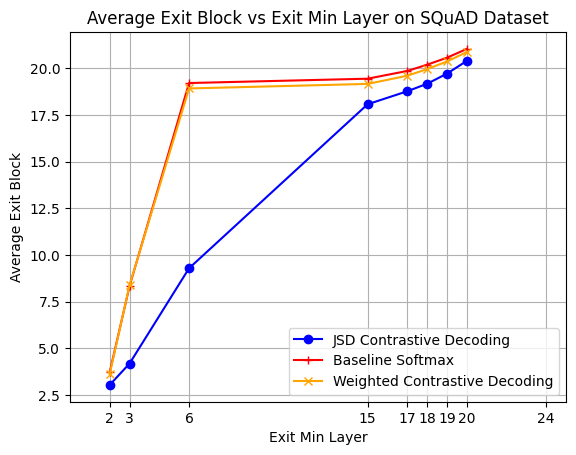 Average Exit Block vs Exit Min Layer on SQuAD Dataset
Average Exit Block
20.0
17.5
15.0
12.5
10.0
7.5
5.0
2.5
JSD Contrastive Decoding
Baseline Softmax
Weighted Contrastive Decoding
2 3 6 15 17 18 19 20 24
Exit Min Layer